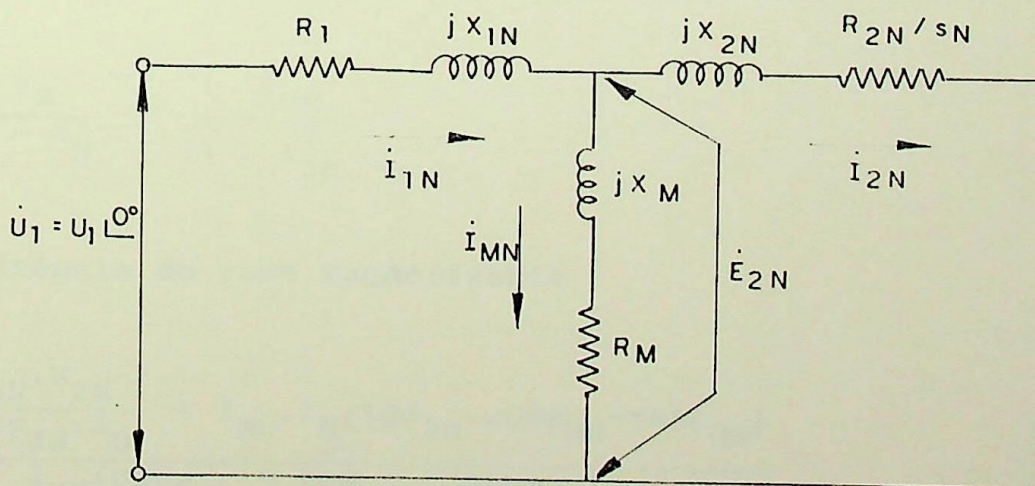 R1
jX1N
jX2N
R2N/sN
İ1N
jXM
İ2N
U̇1 = U1 ∟0°
İMN
Ė2N
RM